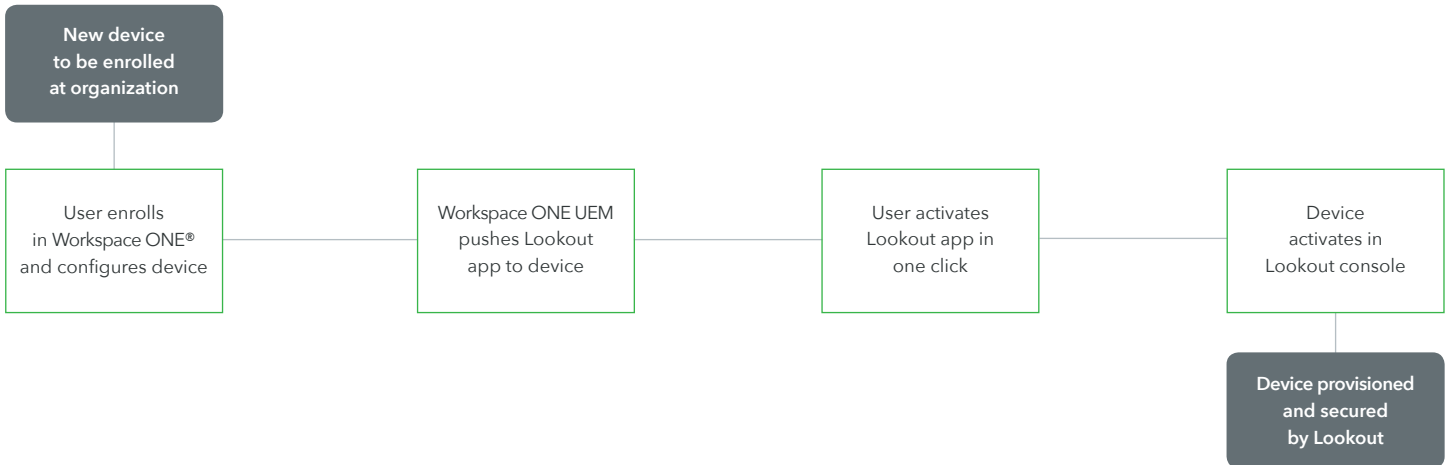 New device
to be enrolled
at organization
User enrolls
in Workspace ONE®
and configures device
Workspace ONE UEM
pushes Lookout
app to device
User activates
Lookout app in
one click
Device
activates in
Lookout console
Device provisioned
and secured
by Lookout